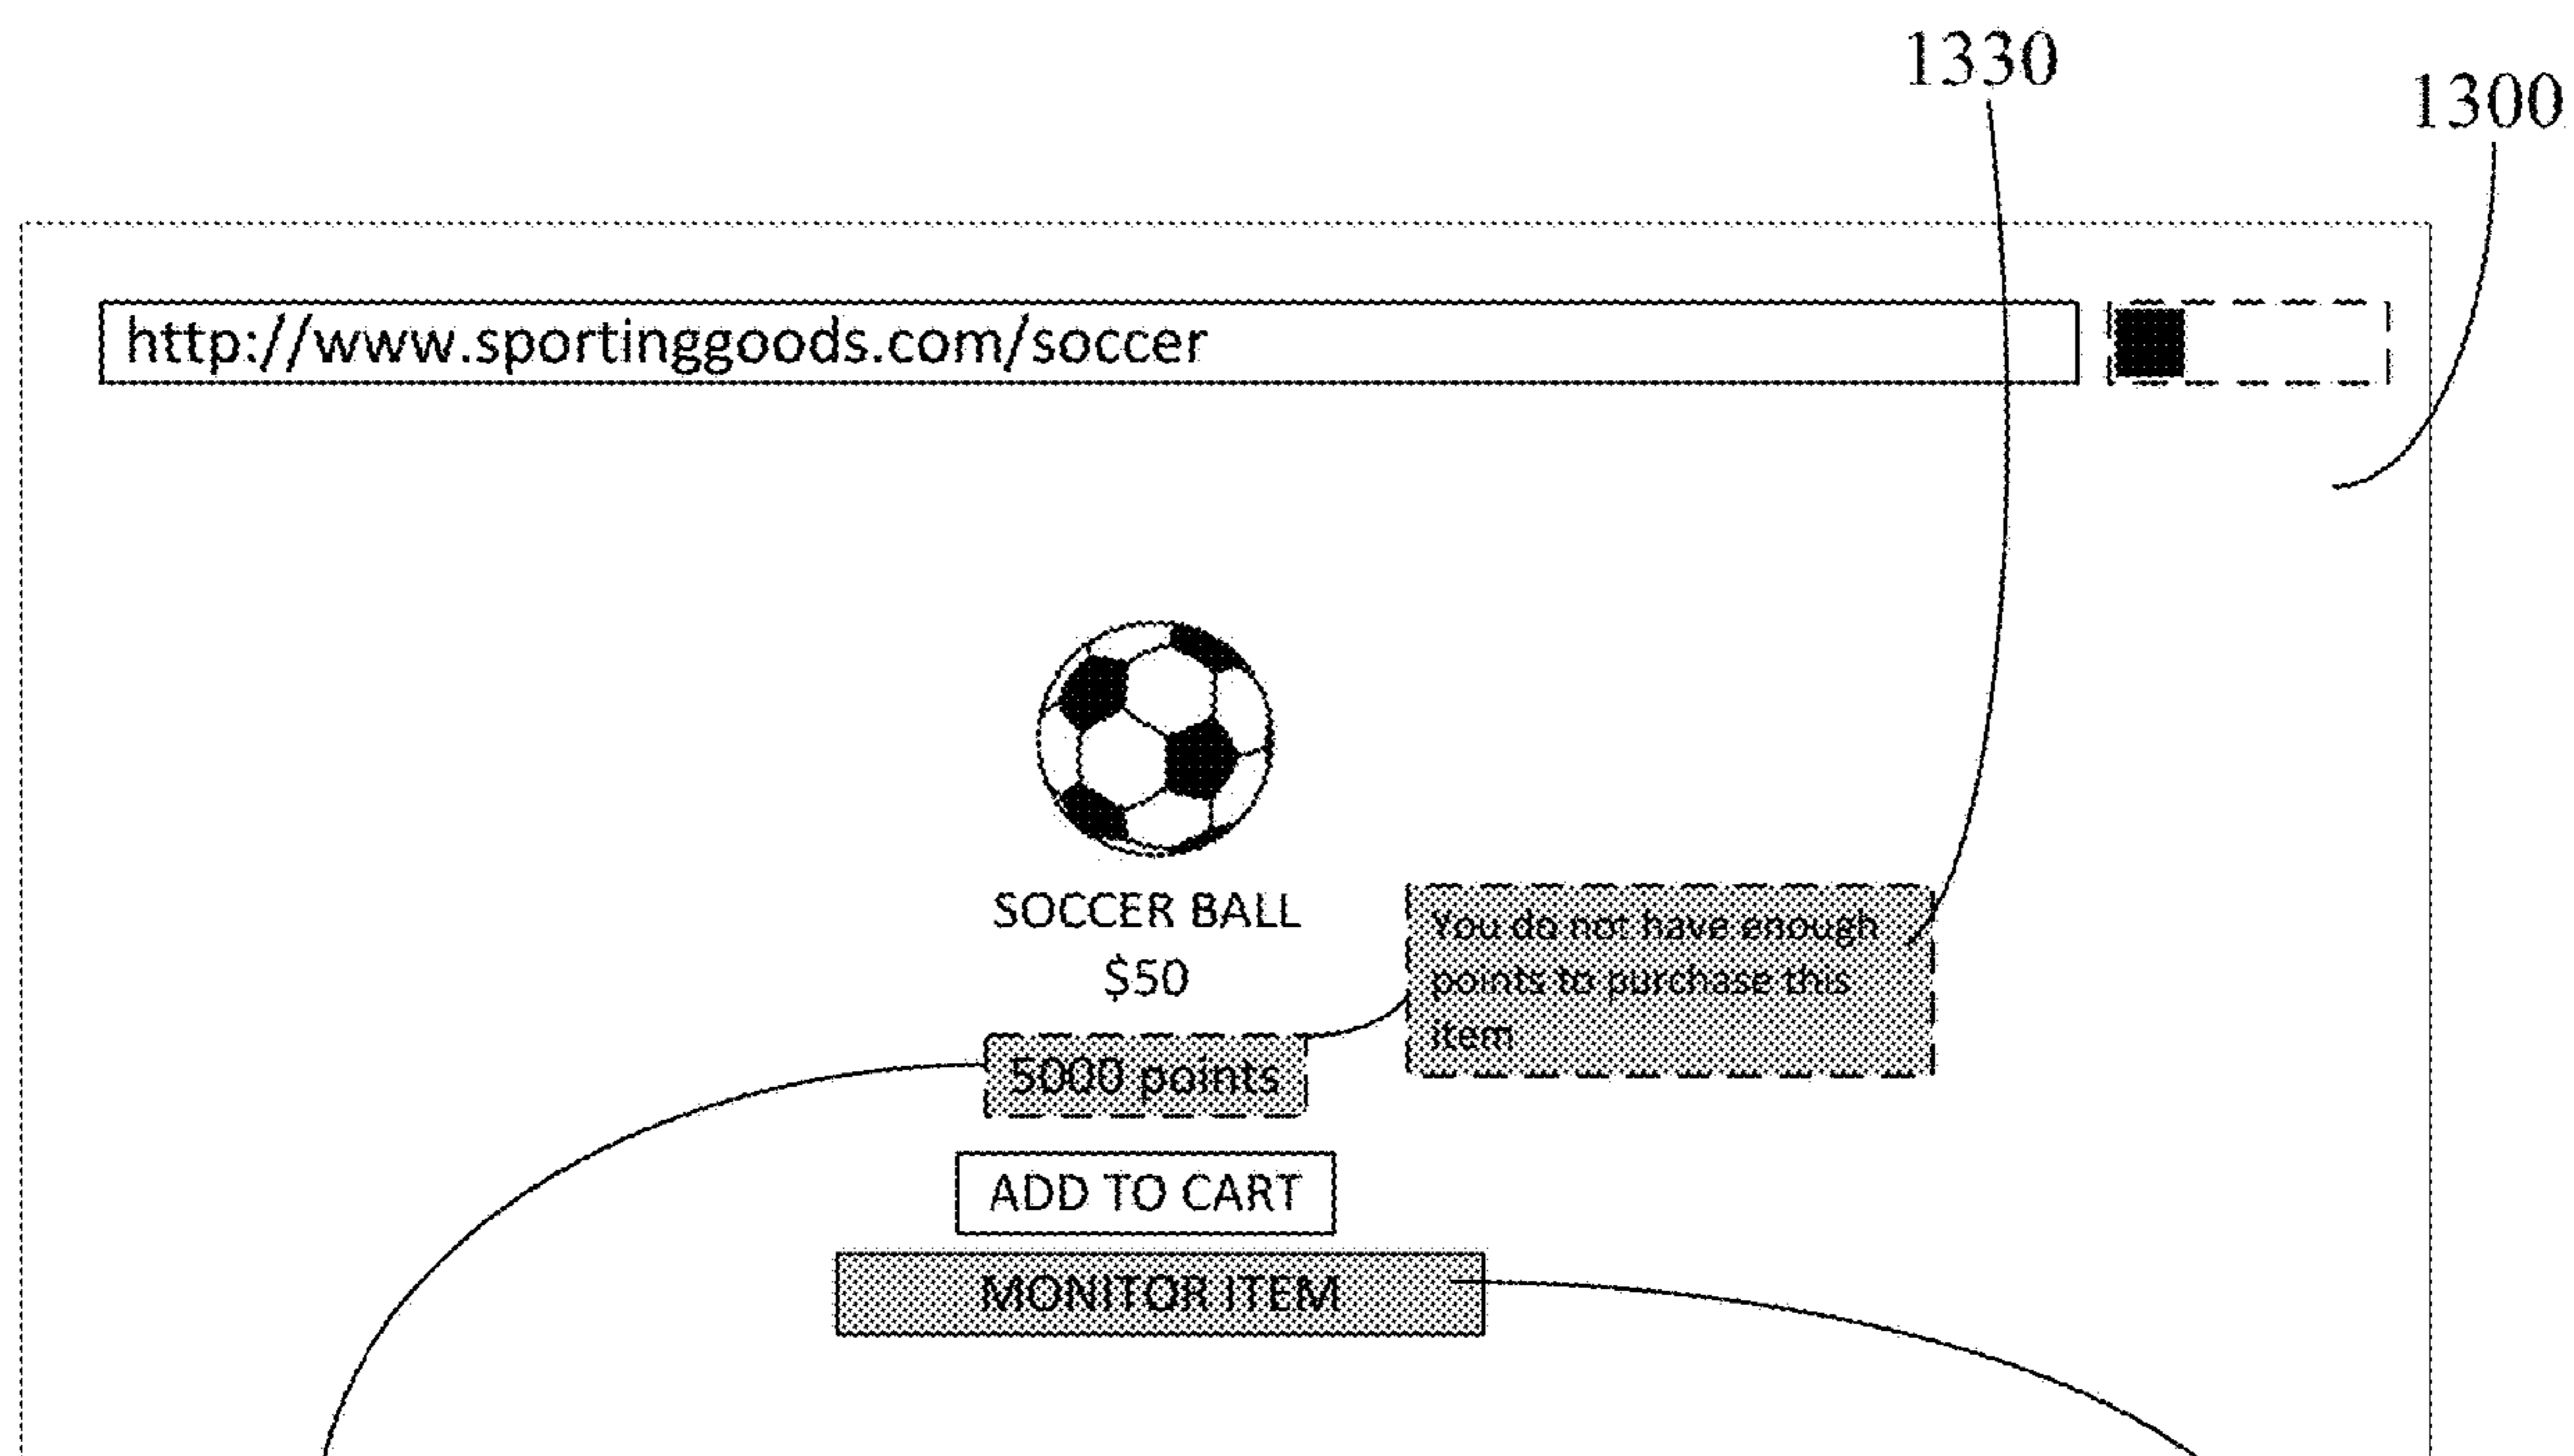 1330
1300
http://www.sportinggoods.com/soccer
SOCCER BALL
$50
You do not have enough
points to purchase this
item
5000 points
ADD TO CART
MONITOR ITEM